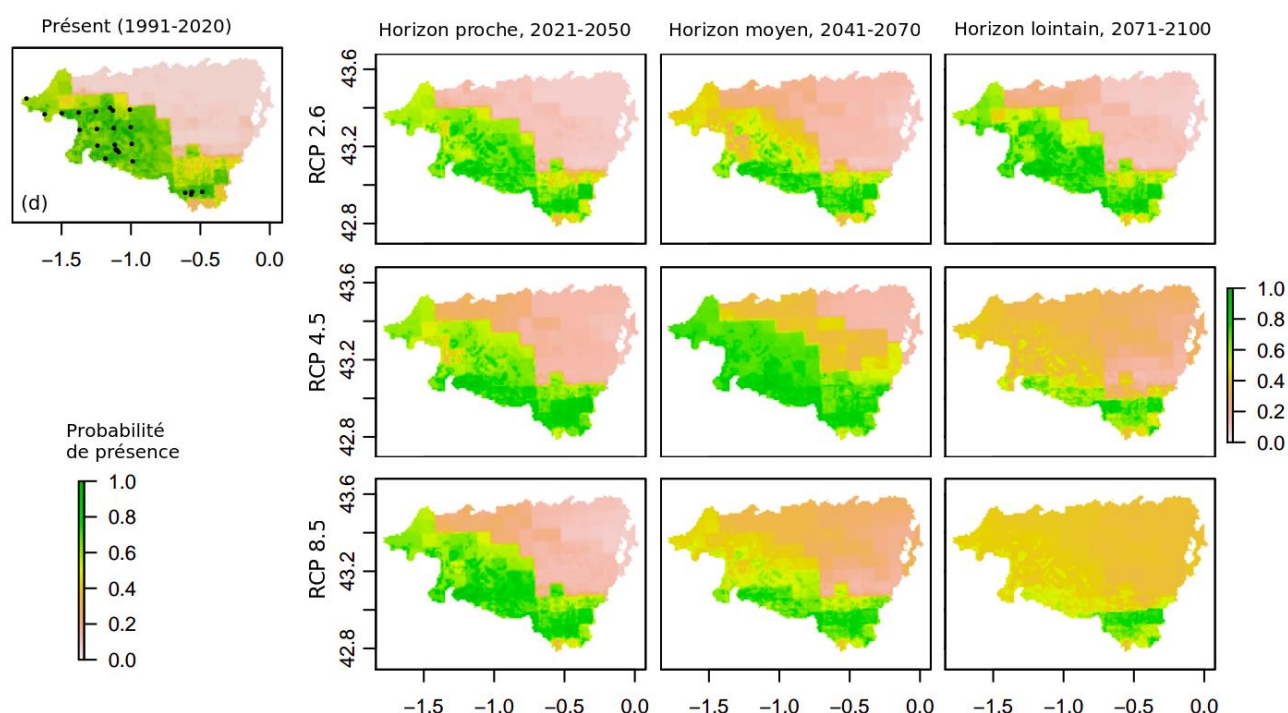 Présent (1991-2020)
Horizon proche, 2021-2050
Horizon moyen, 2041-2070
Horizon lointain, 2071-2100
(d)
−1.5 −1.0 −0.5 0.0
RCP 2.6
43.6
43.2
42.8
RCP 4.5
43.6
43.2
42.8
1.0
0.8
0.6
0.4
0.2
0.0
Probabilité
de présence
1.0
0.8
0.6
0.4
0.2
0.0
RCP 8.5
43.6
43.2
42.8
−1.5 −1.0 −0.5 0.0
−1.5 −1.0 −0.5 0.0
−1.5 −1.0 −0.5 0.0